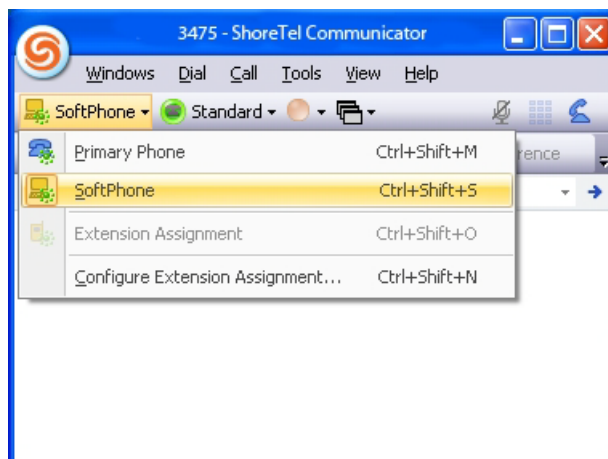 3475 - ShoreTel Communicator
Windows Dial Call Tools View Help
SoftPhone Standard
Primary Phone Ctrl+Shift+M
rence
SoftPhone Ctrl+Shift+S
Extension Assignment Ctrl+Shift+O
Configure Extension Assignment... Ctrl+Shift+N